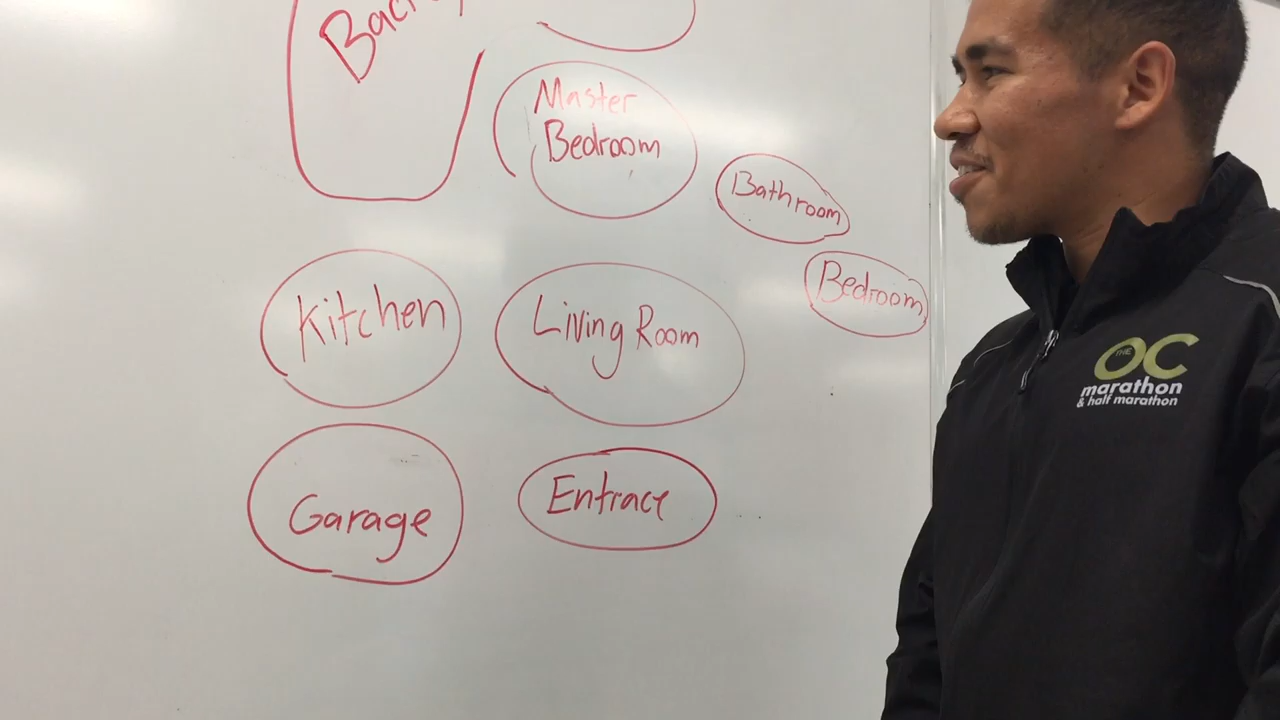 Master
Bedroom
Bathroom
Bedroom
Kitchen
Living Room
Garage
Entrace
THE
OC
marathon
& half marathon